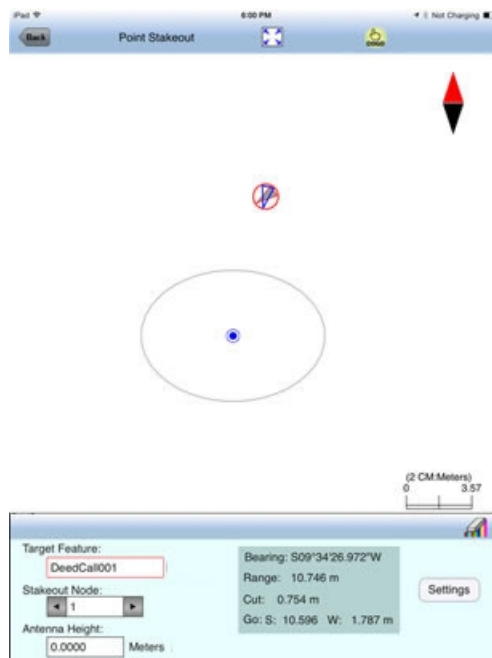 iPad 6:00 PM Not Charging
Back Point Stakeout COGO
(2 CM:Meters)
0 3.57
Target Feature:
DeedCall001
Stakeout Node:
1
Antenna Height:
0.0000 Meters
Bearing: S09°34'26.972"W
Range: 10.746 m
Cut: 0.754 m
Go: S: 10.596 W: 1.787 m
Settings